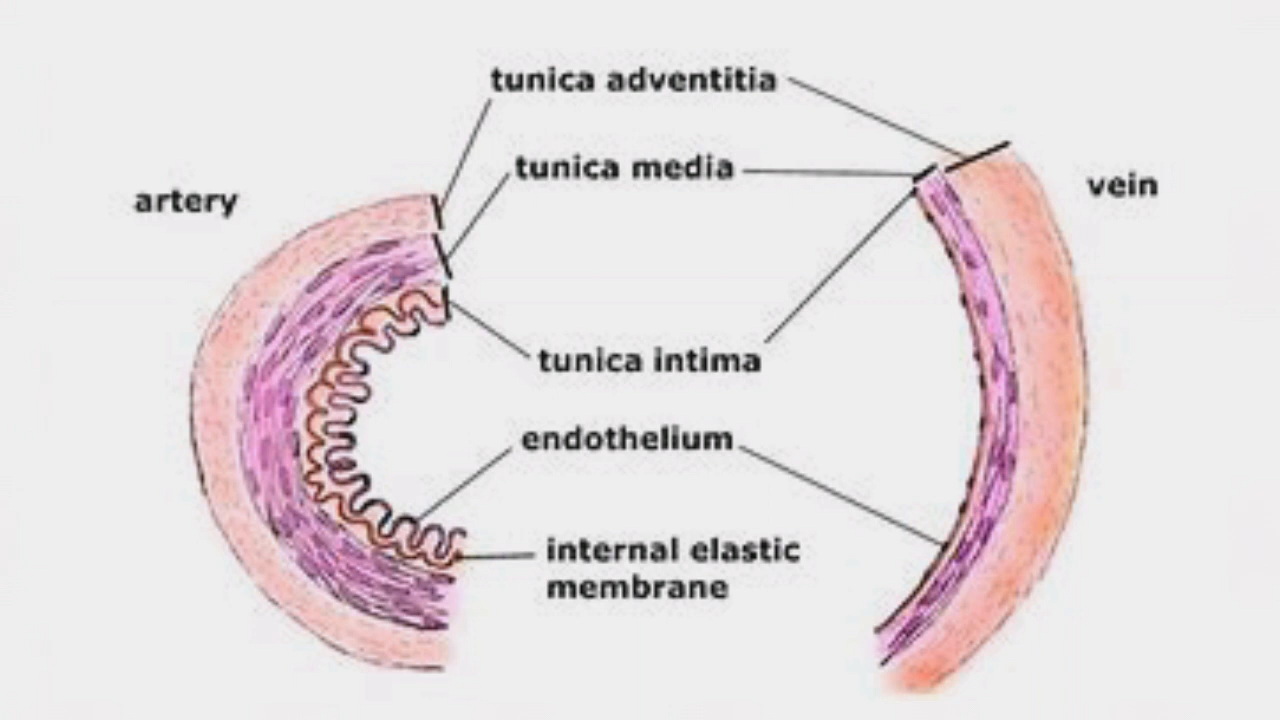 tunica adventitia
tunica media
artery
vein
tunica intima
endothelium
internal elastic
membrane